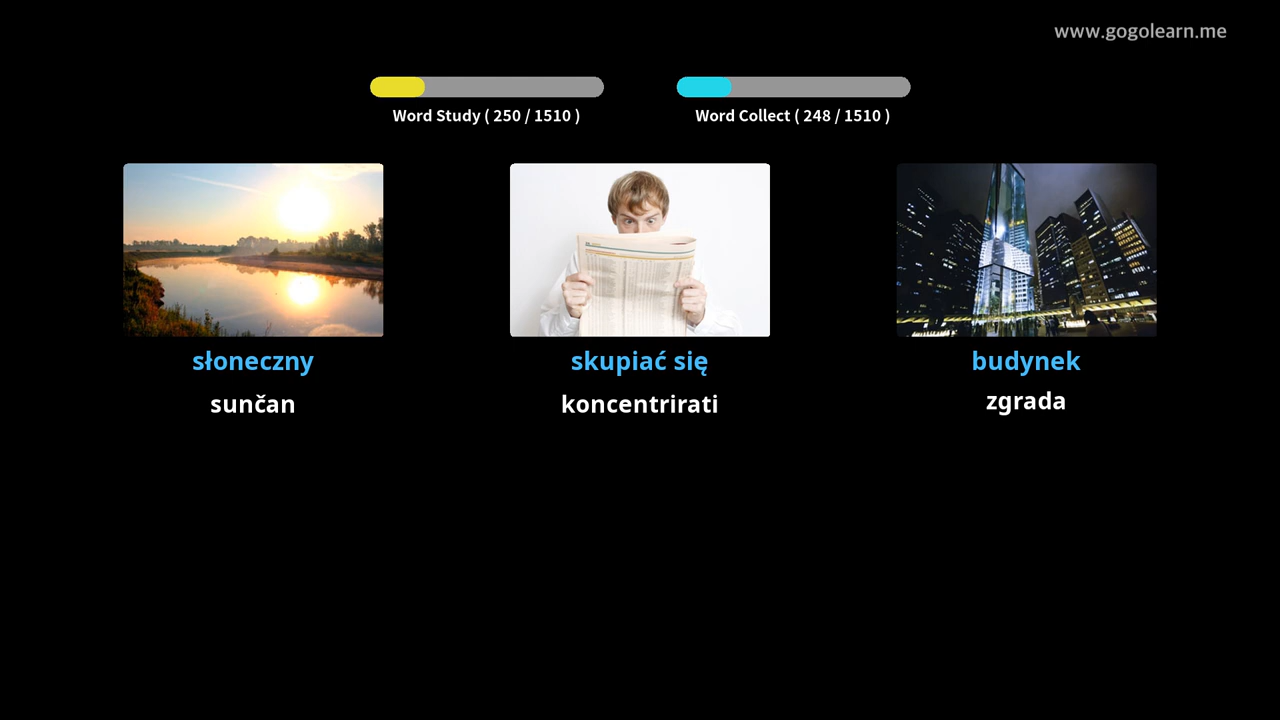 www.gogolearn.me
Word Study ( 250 / 1510 )
Word Collect ( 248 / 1510 )
słoneczny
skupiać się
budynek
sunčan
koncentrirati
zgrada